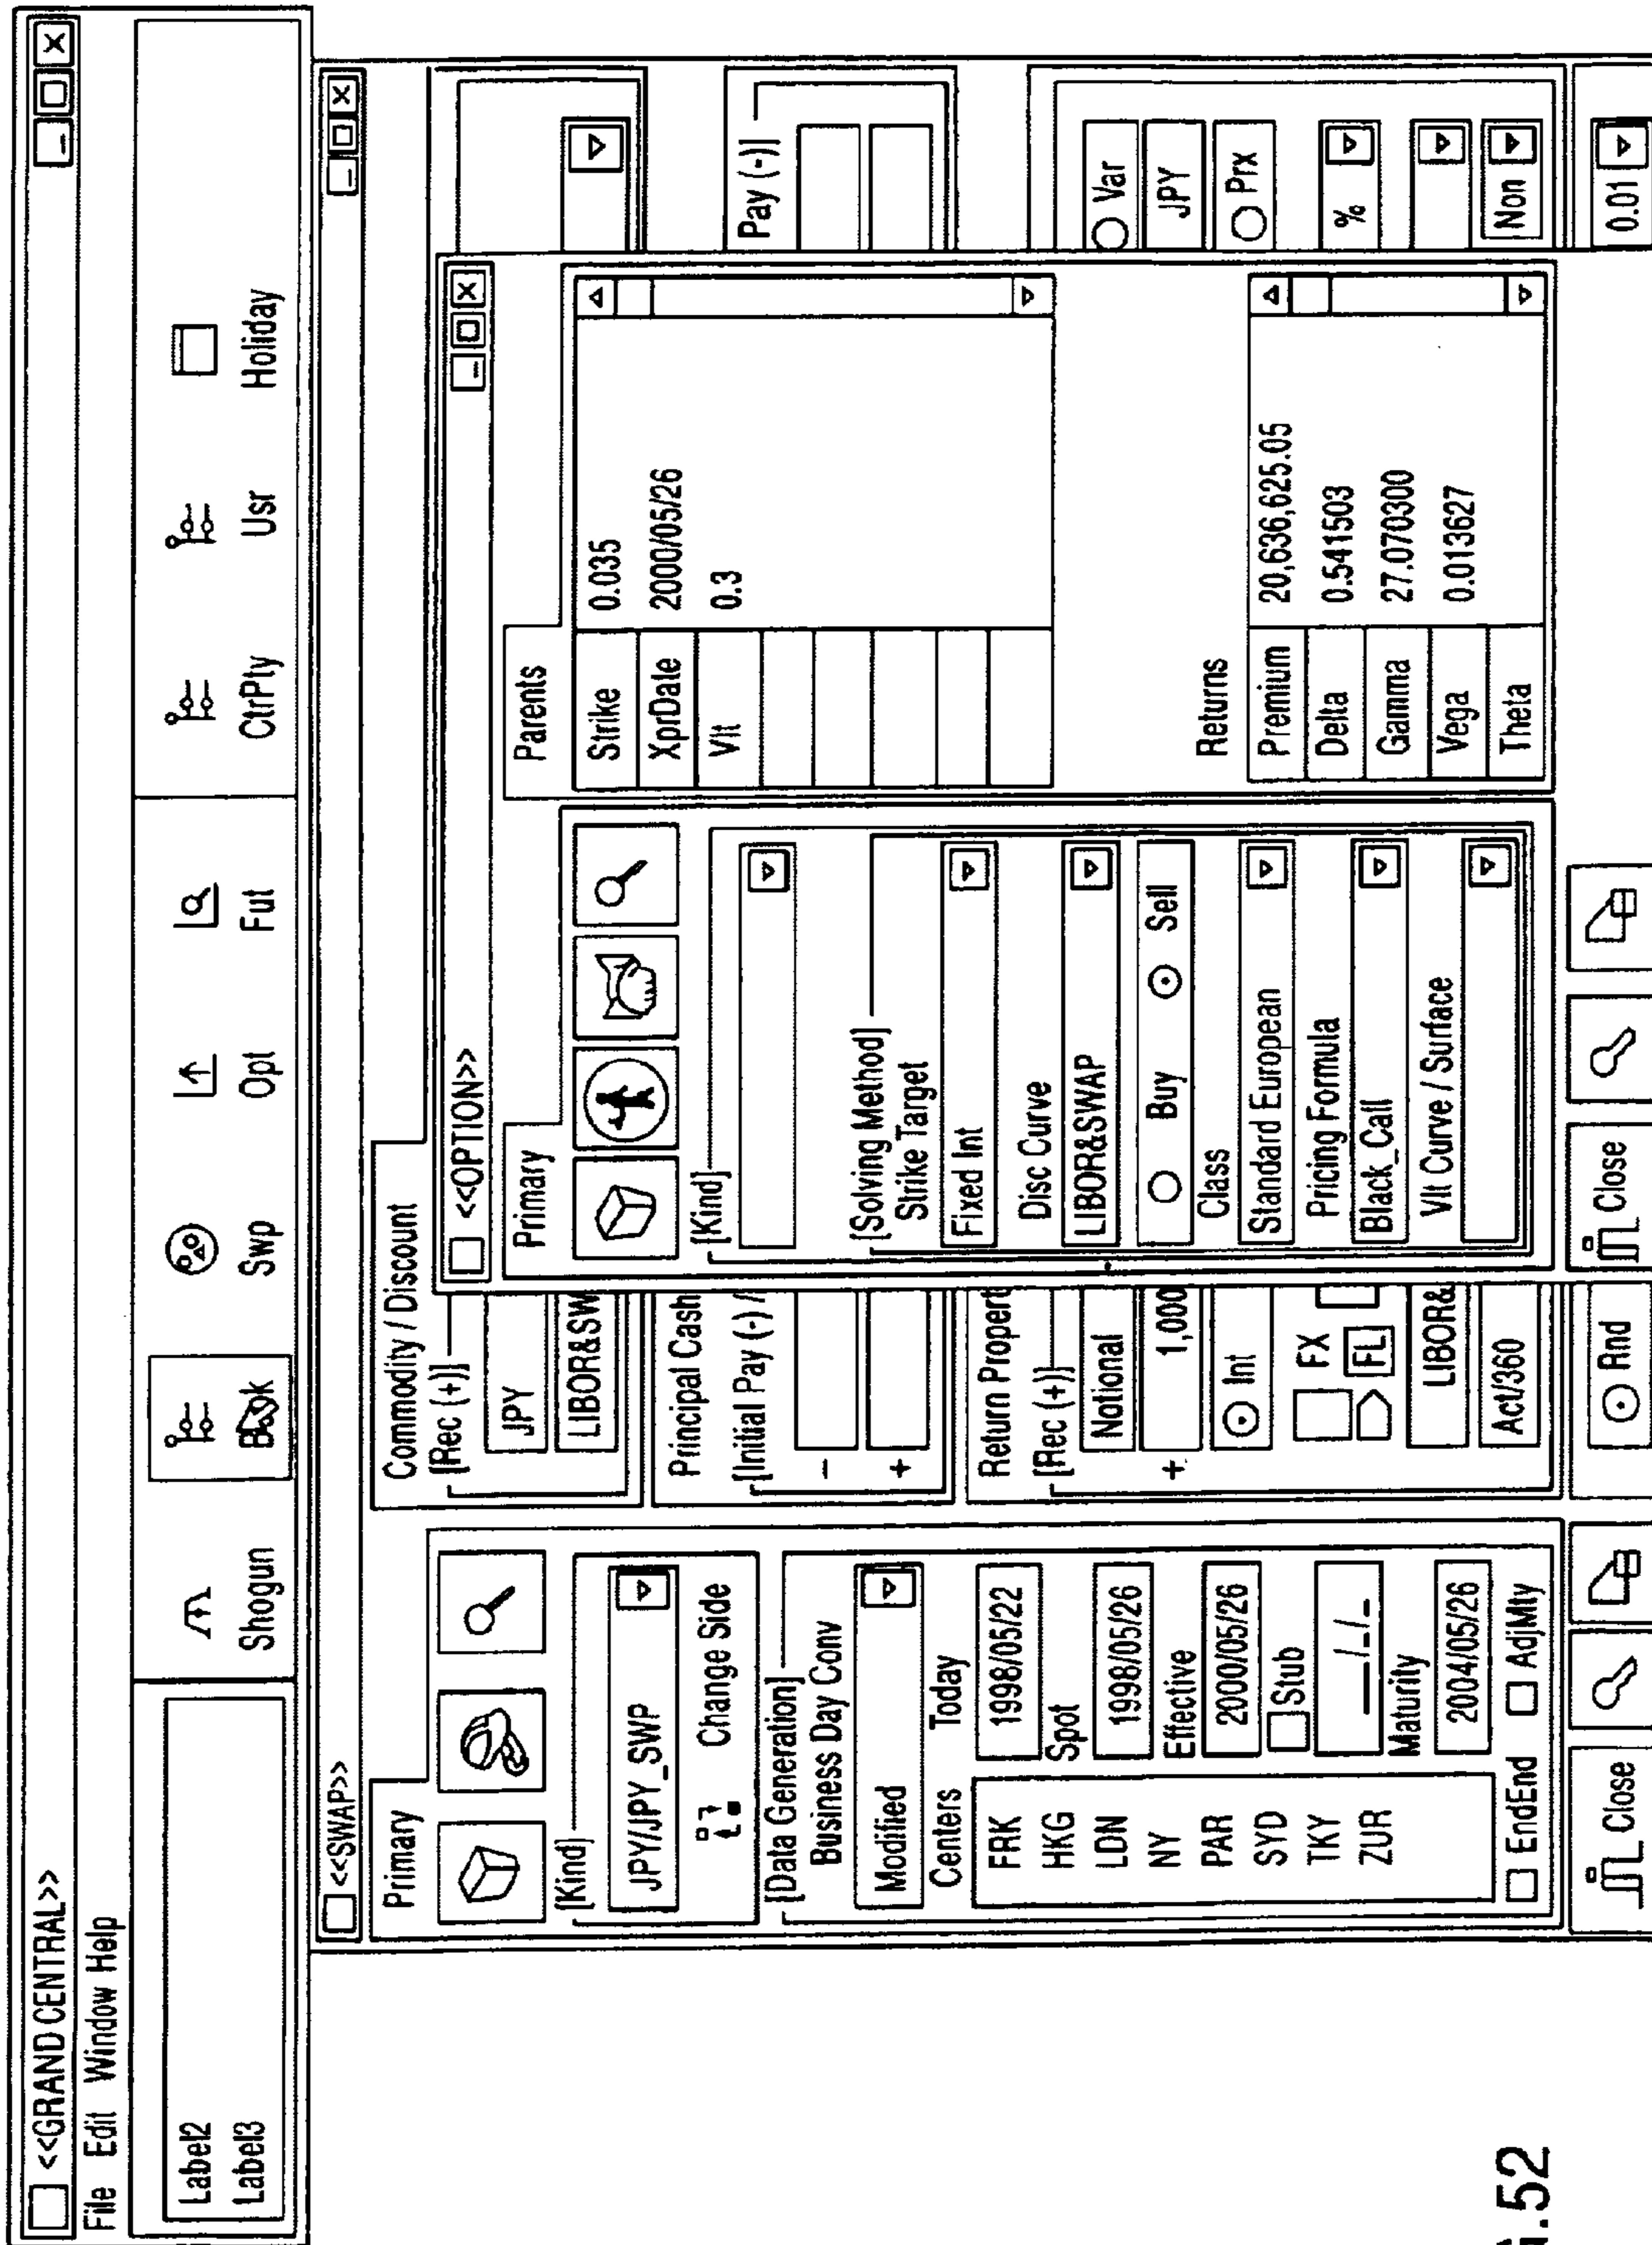 <<GRAND CENTRAL>>
File Edit Window Help
Label2
Label3
Shogun
Swp
Opt
Fut
CtrPty
Usr
Holiday
<<SWAP>>
Primary
[Kind]
JPY/JPY_SWP
Change Side
[Data Generation]
Business Day Conv
Modified
Centers
Today
FRK
HKG
LDN
NY
PAR
SYD
TKY
ZUR
1998/05/22
Spot
1998/05/26
Effective
2000/05/26
Stub
__/_/_
Maturity
2004/05/26
EndEnd
AdjMty
Close
Commodity / Discount
[Rec (+)]
JPY
LIBOR&SW
Principal Cash
[Initial Pay (-) /
-
+
Return Propert
[Rec (+)]
Notional
+ 1,000
Int
FX
FL
LIBOR&
Act/360
Rnd
<<OPTION>>
Primary
[Kind]
[Solving Method]
Strike Target
Fixed Int
Disc Curve
LIBOR&SWAP
Buy
Sell
Class
Standard European
Pricing Formula
Black_Call
Vlt Curve / Surface
Close
Parents
Strike 0.035
XprDate 2000/05/26
Vlt 0.3
Returns
Premium 20,636,625.05
Delta 0.541503
Gamma 27.070300
Vega 0.013627
Theta
Pay (-)]
Var
JPY
Prx
%
Non
0.01
.52